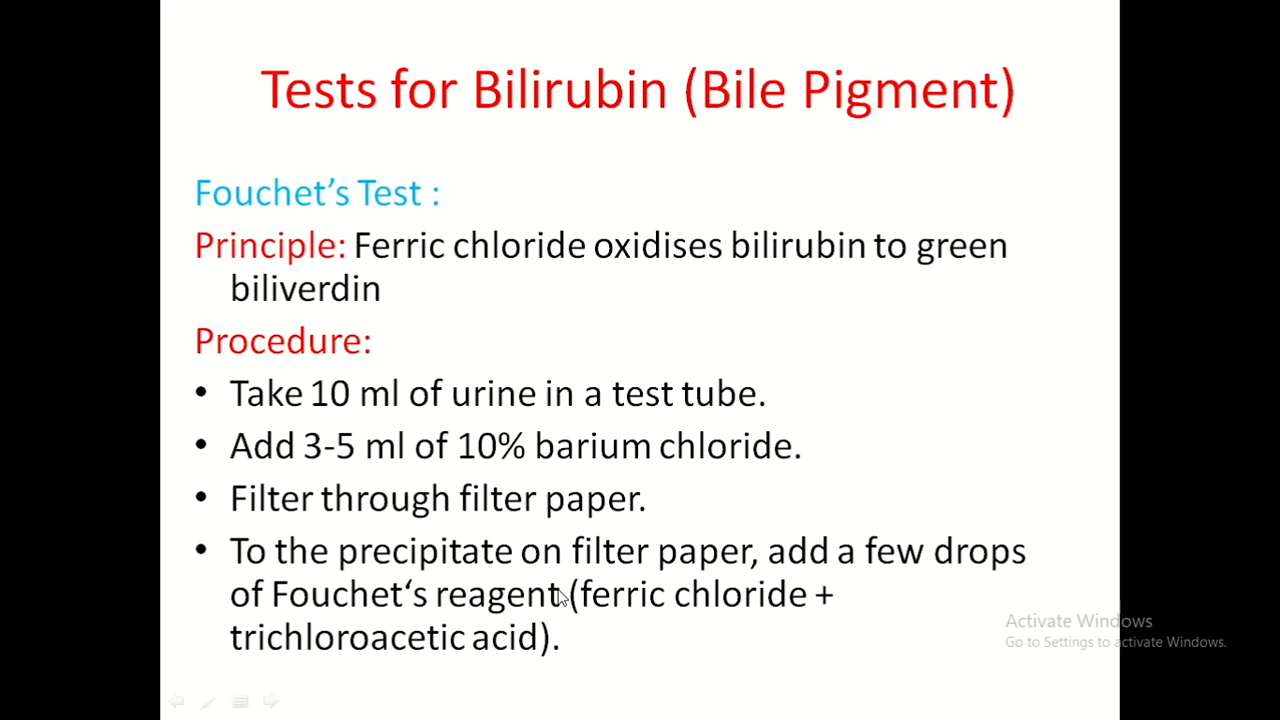 Tests for Bilirubin (Bile Pigment)
Fouchet’s Test :
Principle: Ferric chloride oxidises bilirubin to green
biliverdin
Procedure:
• Take 10 ml of urine in a test tube.
• Add 3-5 ml of 10% barium chloride.
• Filter through filter paper.
• To the precipitate on filter paper, add a few drops
of Fouchet‘s reagent (ferric chloride +
trichloroacetic acid).
Activate Windows
Go to Settings to activate Windows.